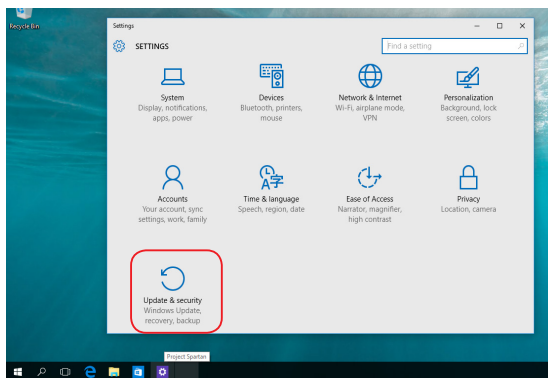 Recycle Bin
Settings
SETTINGS
Find a setting
System
Display, notifications,
apps, power
Devices
Bluetooth, printers,
mouse
Network & Internet
Wi-Fi, airplane mode,
VPN
Personalization
Background, lock
screen, colors
Accounts
Your account, sync
settings, work, family
A字
Time & language
Speech, region, date
Ease of Access
Narrator, magnifier,
high contrast
Privacy
Location, camera
Update & security
Windows Update,
recovery, backup
Project Spartan